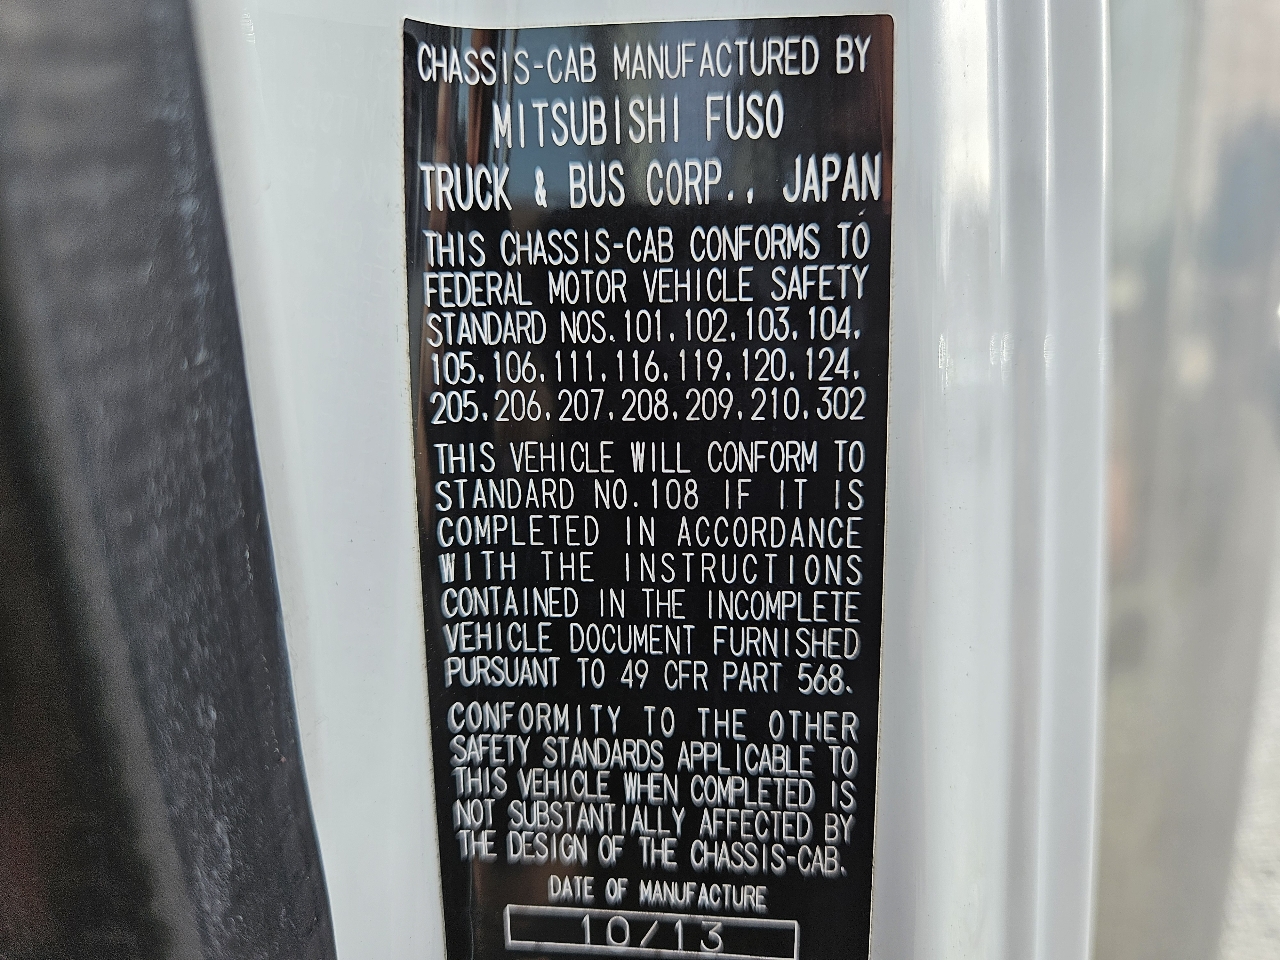 CHASSIS-CAB MANUFACTURED BY
MITSUBISHI FUSO
TRUCK & BUS CORP., JAPAN
THIS CHASSIS-CAB CONFORMS TO
FEDERAL MOTOR VEHICLE SAFETY
STANDARD NOS. 101, 102, 103, 104,
105, 106, 111, 116, 119, 120, 124,
205, 206, 207, 208, 209, 210, 302
THIS VEHICLE WILL CONFORM TO
STANDARD NO. 108 IF IT IS
COMPLETED IN ACCORDANCE
WITH THE INSTRUCTIONS
CONTAINED IN THE INCOMPLETE
VEHICLE DOCUMENT FURNISHED
PURSUANT TO 49 CFR PART 568.
CONFORMITY TO THE OTHER
SAFETY STANDARDS APPLICABLE TO
THIS VEHICLE WHEN COMPLETED IS
NOT SUBSTANTIALLY AFFECTED BY
THE DESIGN OF THE CHASSIS-CAB.
DATE OF MANUFACTURE
10/13